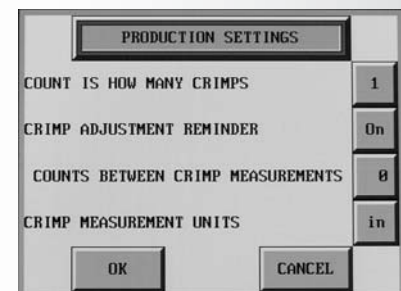 PRODUCTION SETTINGS
COUNT IS HOW MANY CRIMPS 1
CRIMP ADJUSTMENT REMINDER On
COUNTS BETWEEN CRIMP MEASUREMENTS 0
CRIMP MEASUREMENT UNITS in
OK CANCEL